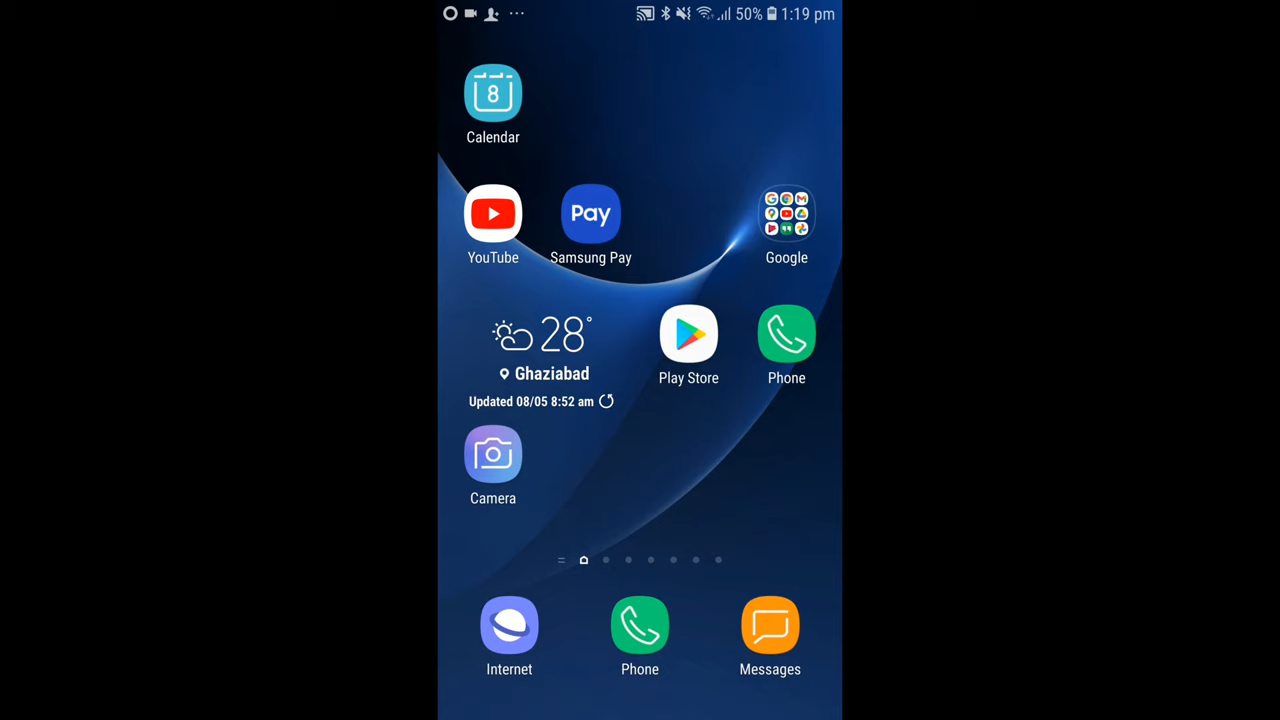 50% 1:19 pm
8
Calendar
Pay
YouTube Samsung Pay Google
28°
Ghaziabad
Updated 08/05 8:52 am
Play Store Phone
Camera
Internet Phone Messages